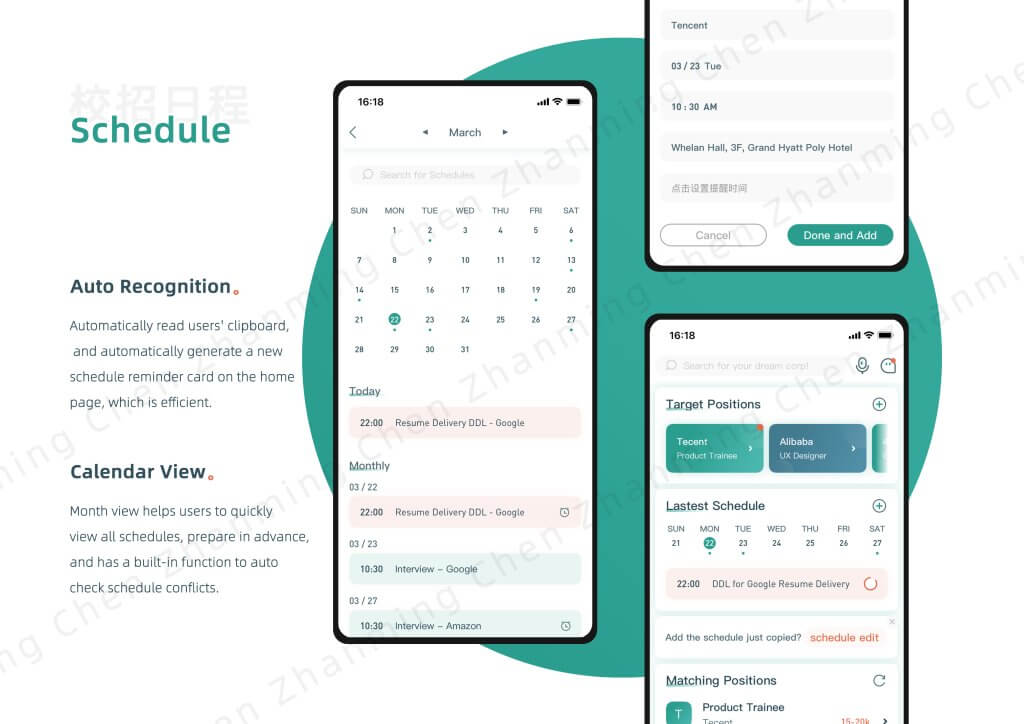 校招日程
Schedule
Auto Recognition。
Automatically read users' clipboard,
and automatically generate a new
schedule reminder card on the home
page, which is efficient.
Calendar View。
Month view helps users to quickly
view all schedules, prepare in advance,
and has a built-in function to auto
check schedule conflicts.
16:18
March
Search for Schedules
SUN MON TUE WED THU FRI SAT
1 2 3 4 5 6
7 8 9 10 11 12 13
14 15 16 17 18 19 20
21 22 23 24 25 26 27
28 29 30 31
Today
22:00 Resume Delivery DDL - Google
Monthly
03 / 22
22:00 Resume Delivery DDL - Google
03 / 23
10:30 Interview – Google
03 / 27
10:30 Interview – Amazon
Tencent
03 / 23 Tue
10 : 30 AM
Whelan Hall, 3F, Grand Hyatt Poly Hotel
点击设置提醒时间
Cancel
Done and Add
16:18
Search for your dream corp!
Target Positions
Tecent
Product Trainee
Alibaba
UX Designer
Lastest Schedule
SUN MON TUE WED THU FRI SAT
21 22 23 24 25 26 27
22:00 DDL for Google Resume Delivery
Add the schedule just copied? schedule edit
Matching Positions
T
Product Trainee
Tecent
15-20k
Chen Zhanming Chen Zhanming Chen Zhanming